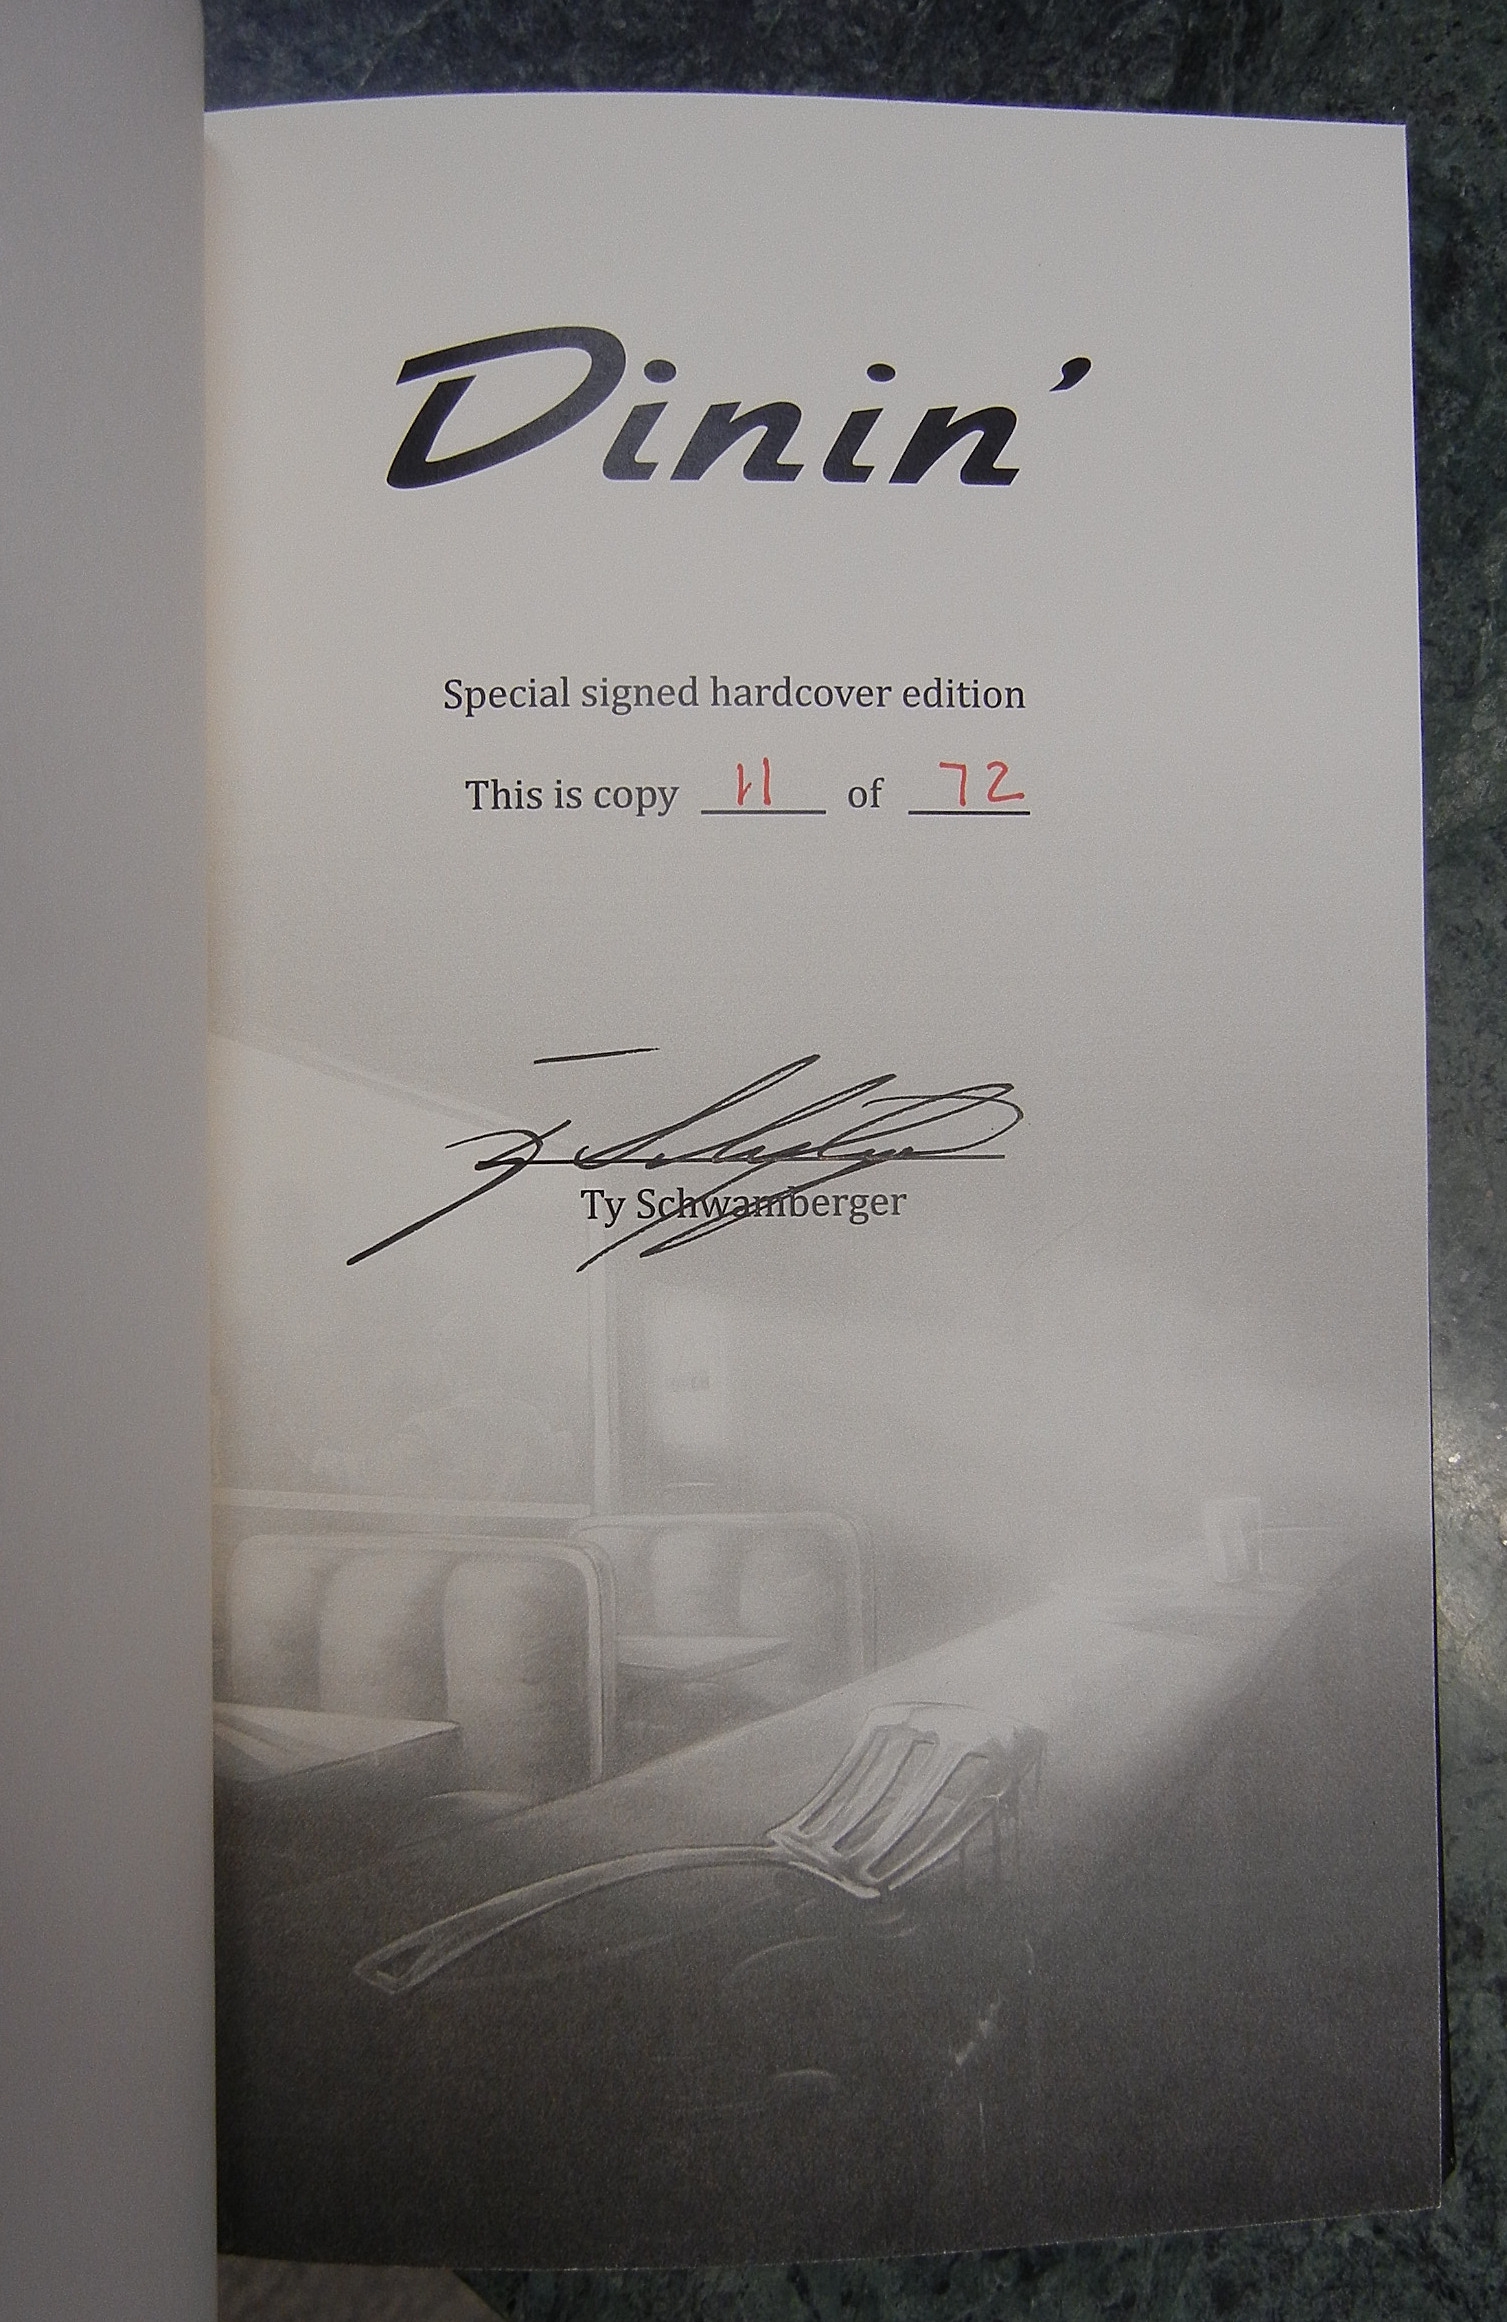 Dinin'
Special signed hardcover edition
This is copy 11 of 72
Ty Schwamberger